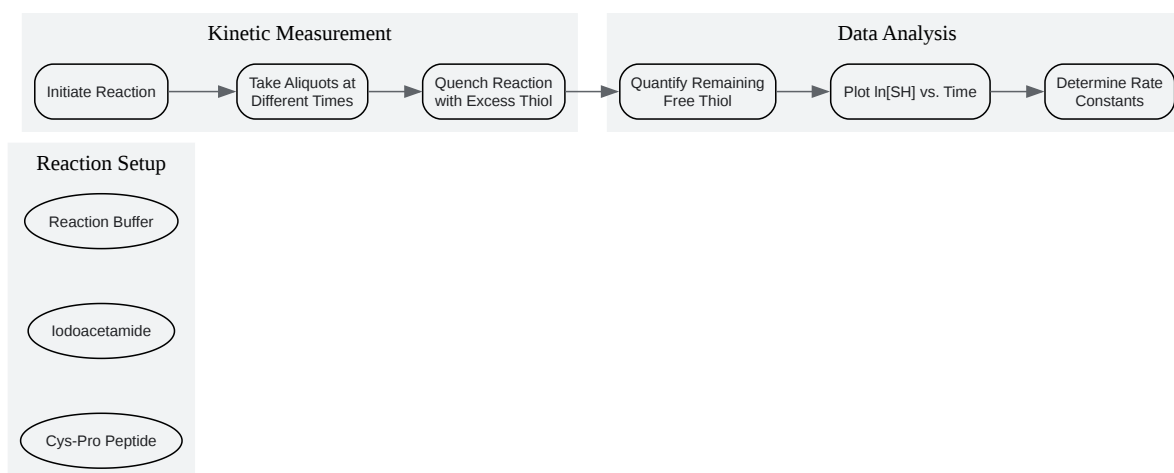 Kinetic Measurement
Initiate Reaction
Take Aliquots at
Different Times
Quench Reaction
with Excess Thiol
Data Analysis
Quantify Remaining
Free Thiol
Plot ln[SH] vs. Time
Determine Rate
Constants
Reaction Setup
Reaction Buffer
Iodoacetamide
Cys-Pro Peptide